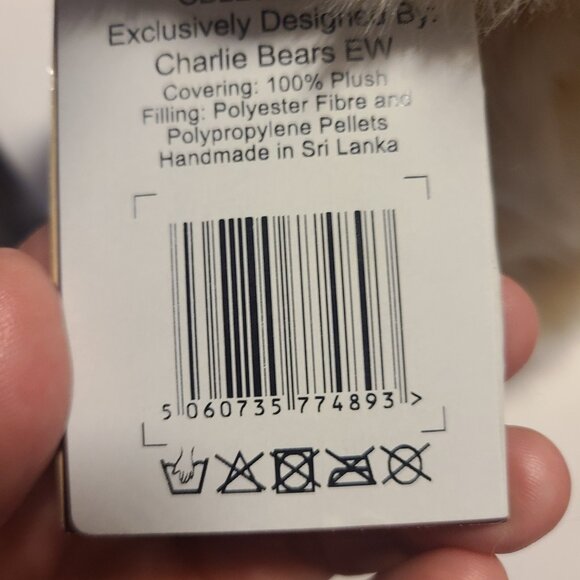 Exclusively Designed By:
Charlie Bears EW
Covering: 100% Plush
Filling: Polyester Fibre and
Polypropylene Pellets
Handmade in Sri Lanka
5 060735 774893 >